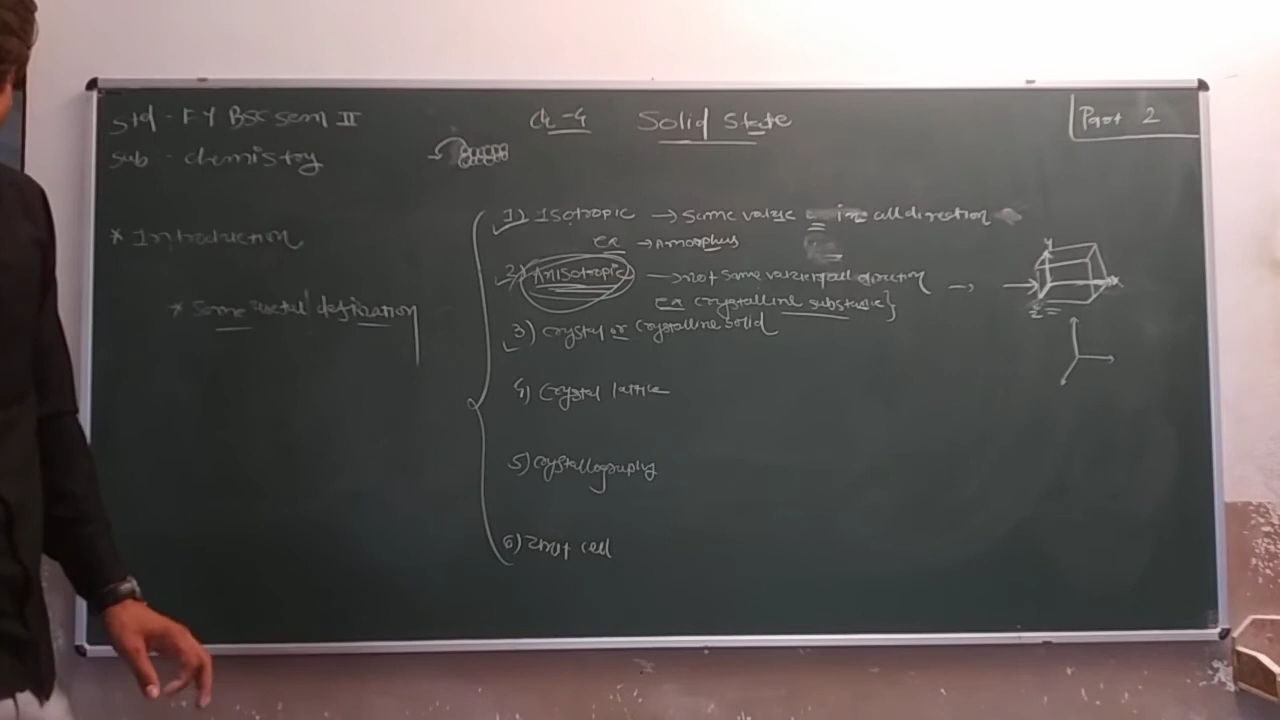 Std - FY BSC Sem II
Sub - chemistry
Ch-4 Solid State
Part 2
* Introduction
* Some useful defination
1) Isotropic → Same value = in all direction
Ex → Amorphus
2) Anisotropic → not same value in all direction →
Ex crystalline substance}
3) Crystal or crystalline solid
4) Crystal lattice
5) Crystallography
6) Unit cell
Y
X
Z =